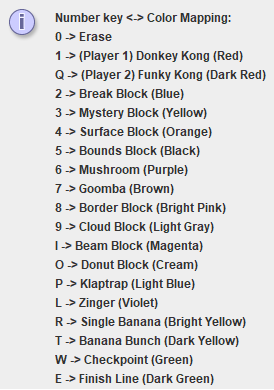 Number key <-> Color Mapping:
0 -> Erase
1 -> (Player 1) Donkey Kong (Red)
Q -> (Player 2) Funky Kong (Dark Red)
2 -> Break Block (Blue)
3 -> Mystery Block (Yellow)
4 -> Surface Block (Orange)
5 -> Bounds Block (Black)
6 -> Mushroom (Purple)
7 -> Goomba (Brown)
8 -> Border Block (Bright Pink)
9 -> Cloud Block (Light Gray)
I -> Beam Block (Magenta)
O -> Donut Block (Cream)
P -> Klaptrap (Light Blue)
L -> Zinger (Violet)
R -> Single Banana (Bright Yellow)
T -> Banana Bunch (Dark Yellow)
W -> Checkpoint (Green)
E -> Finish Line (Dark Green)